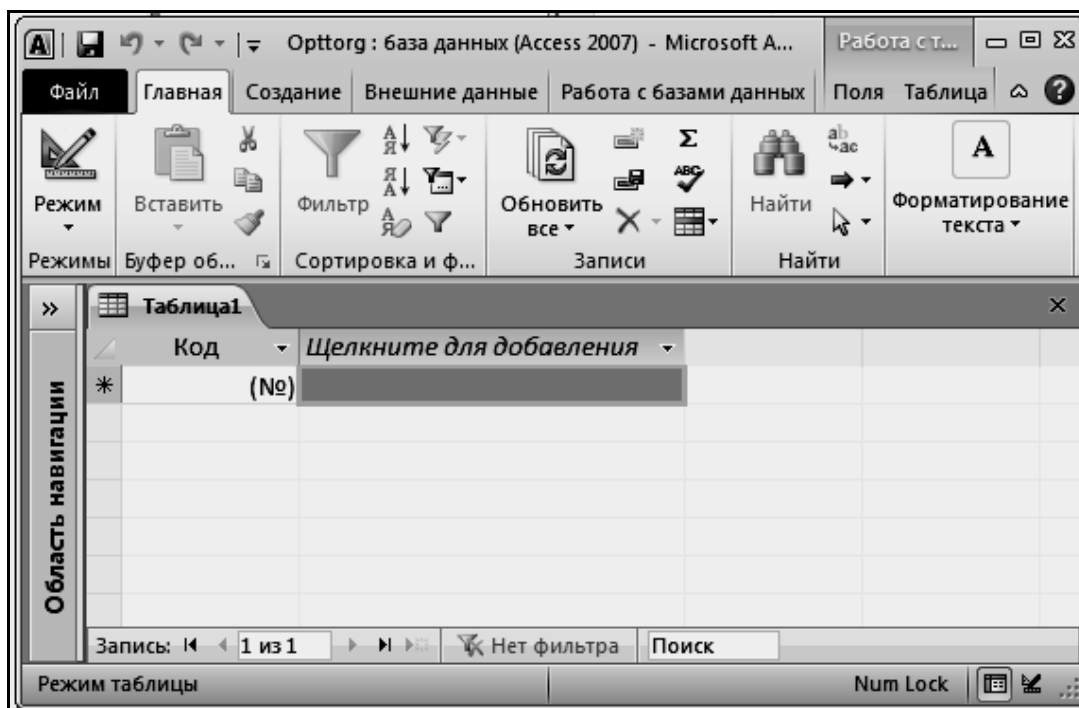 Opttorg : база данных (Access 2007) - Microsoft A... Работа с т...
Файл Главная Создание Внешние данные Работа с базами данных Поля Таблица
Режим Вставить Фильтр Обновить все Найти Форматирование текста
Режимы Буфер об... Сортировка и ф... Записи Найти
Таблица1
Код Щелкните для добавления
(№)
Область навигации
Запись: 1 из 1 Нет фильтра Поиск
Режим таблицы Num Lock